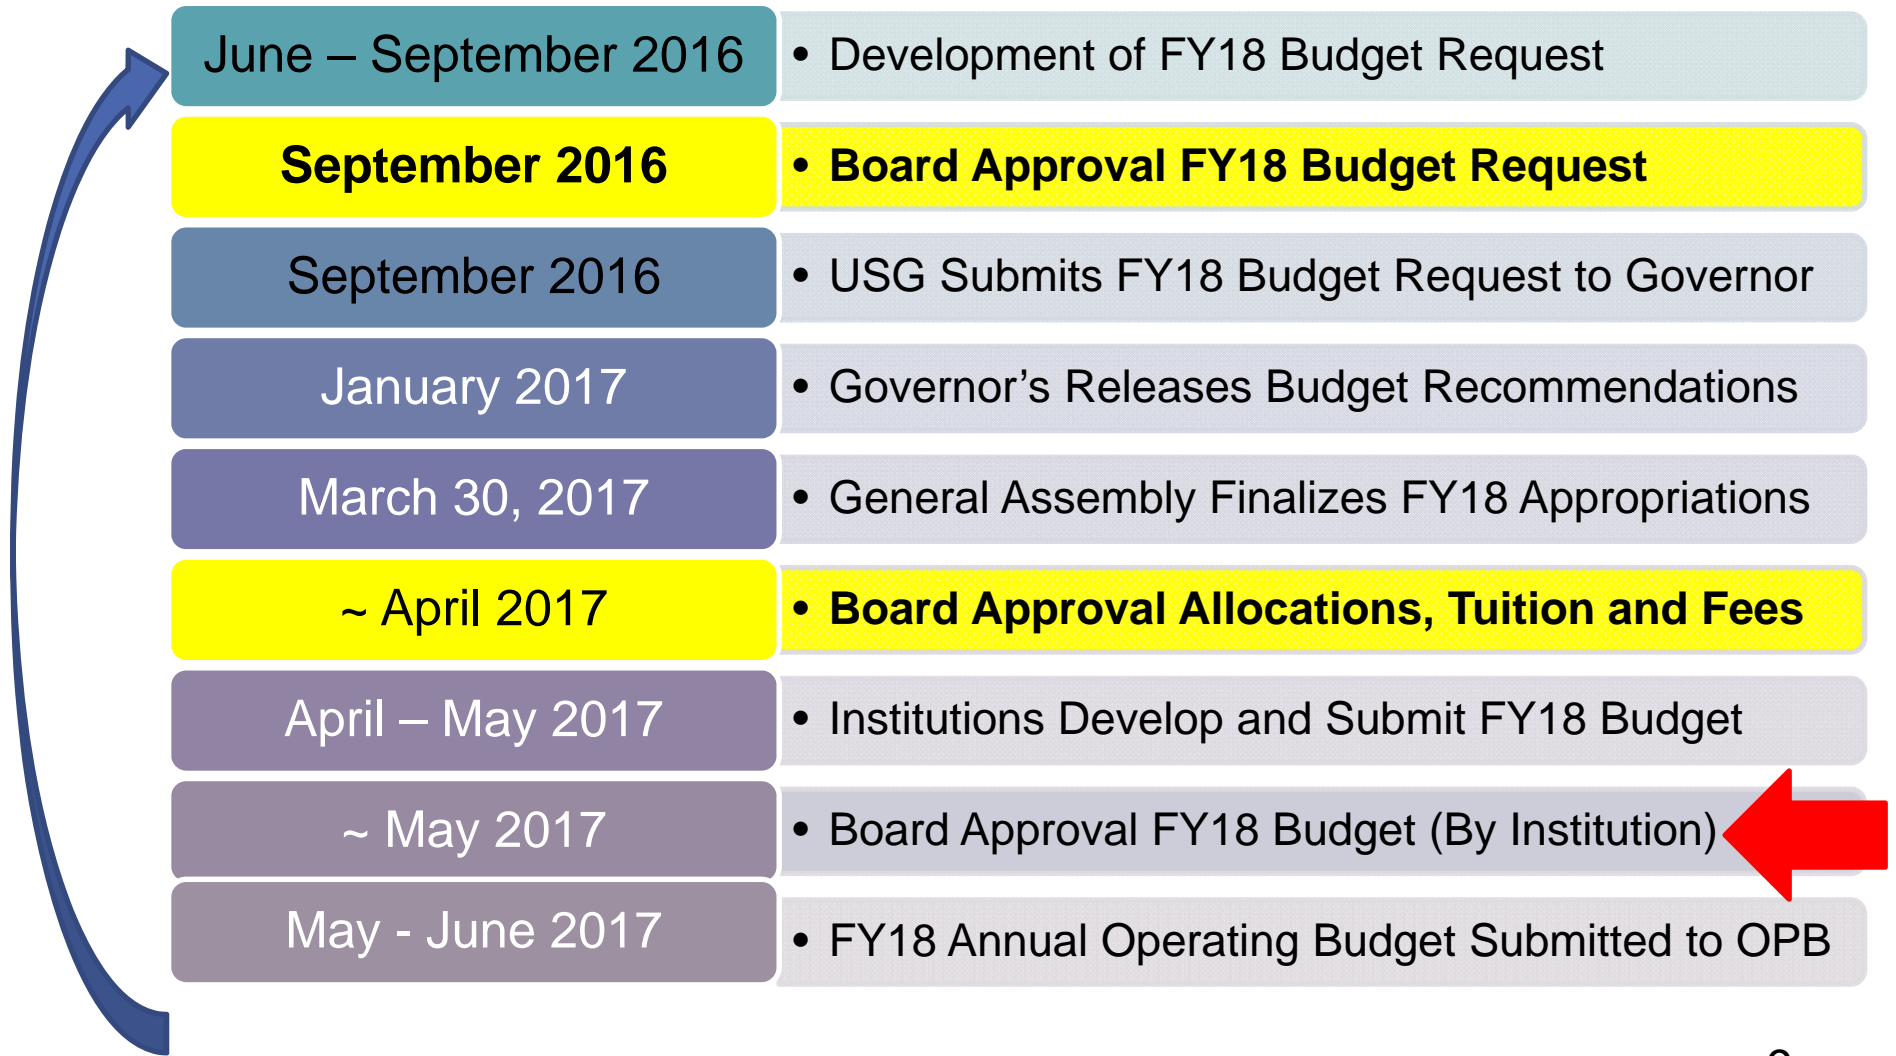 June – September 2016
• Development of FY18 Budget Request
September 2016
• Board Approval FY18 Budget Request
September 2016
• USG Submits FY18 Budget Request to Governor
January 2017
• Governor’s Releases Budget Recommendations
March 30, 2017
• General Assembly Finalizes FY18 Appropriations
~ April 2017
• Board Approval Allocations, Tuition and Fees
April – May 2017
• Institutions Develop and Submit FY18 Budget
~ May 2017
• Board Approval FY18 Budget (By Institution)
May - June 2017
• FY18 Annual Operating Budget Submitted to OPB